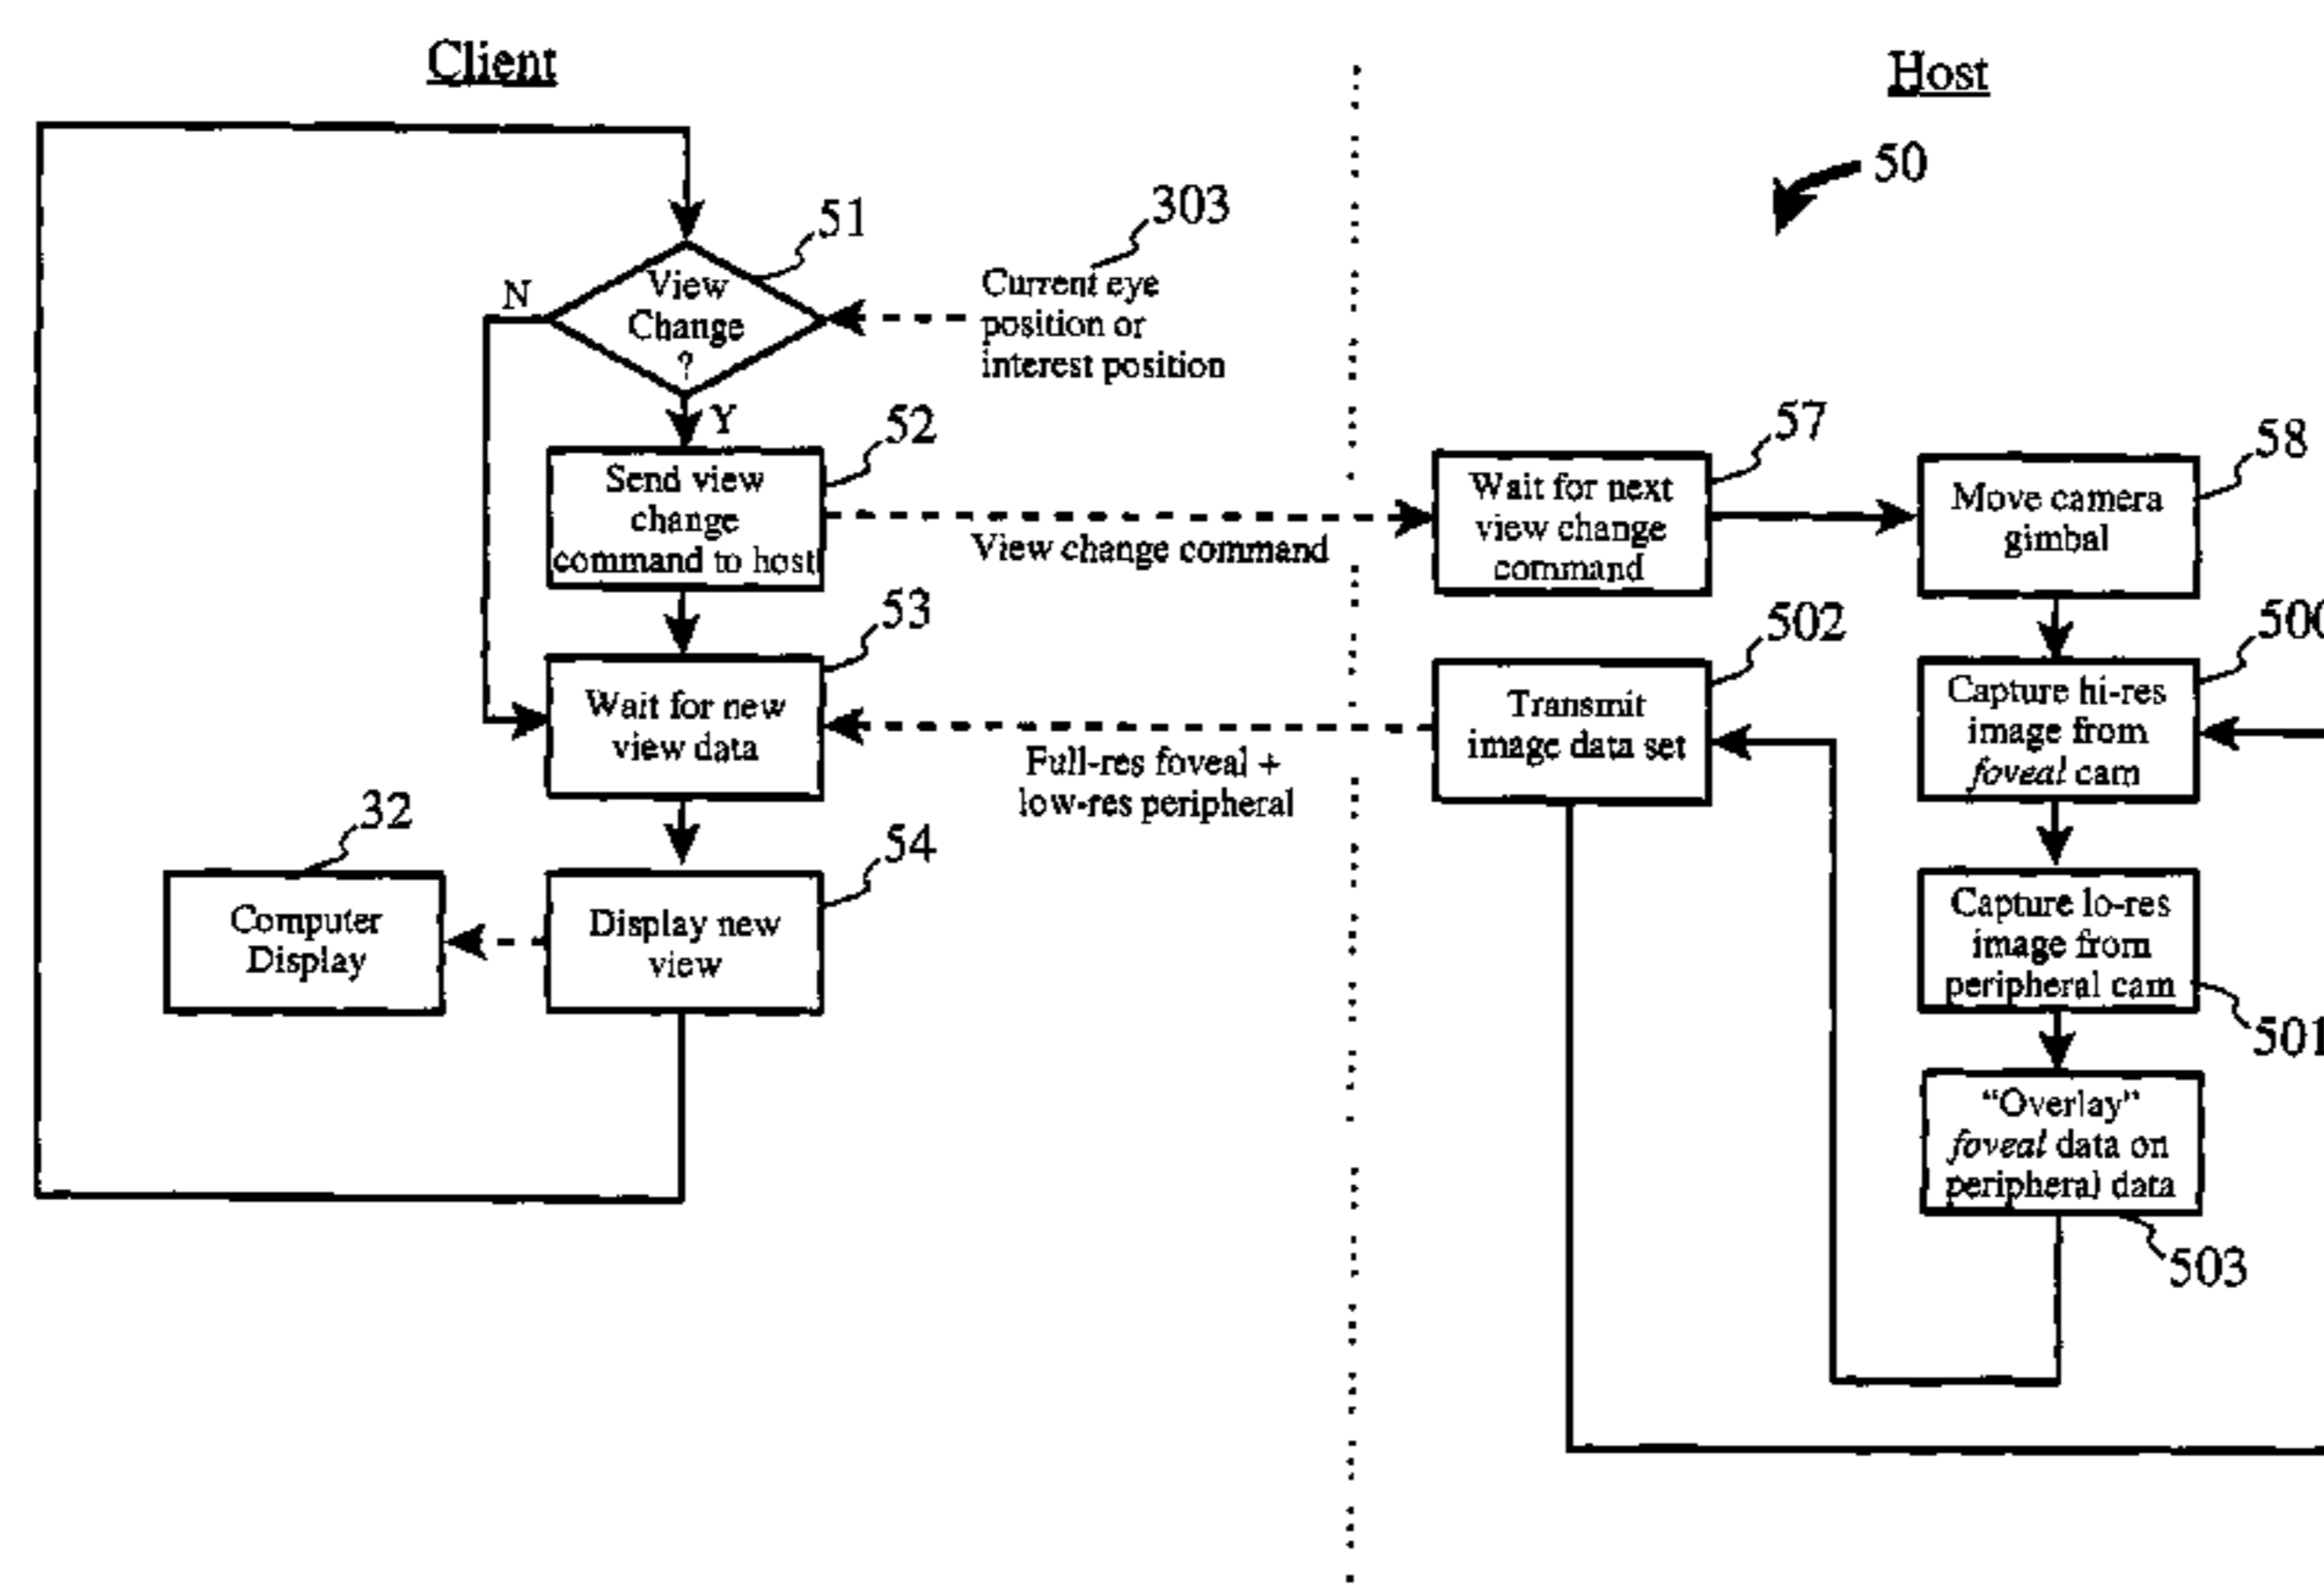 Client
Host
50
51
303
View
Change
?
N
Y
Current eye
position or
interest position
52
Send view
change
command to host
View change command
57
Wait for next
view change
command
58
Move camera
gimbal
53
Wait for new
view data
Full-res foveal +
low-res peripheral
502
Transmit
image data set
500
Capture hi-res
image from
foveal cam
32
Computer
Display
54
Display new
view
Capture lo-res
image from
peripheral cam
501
“Overlay”
foveal data on
peripheral data
503